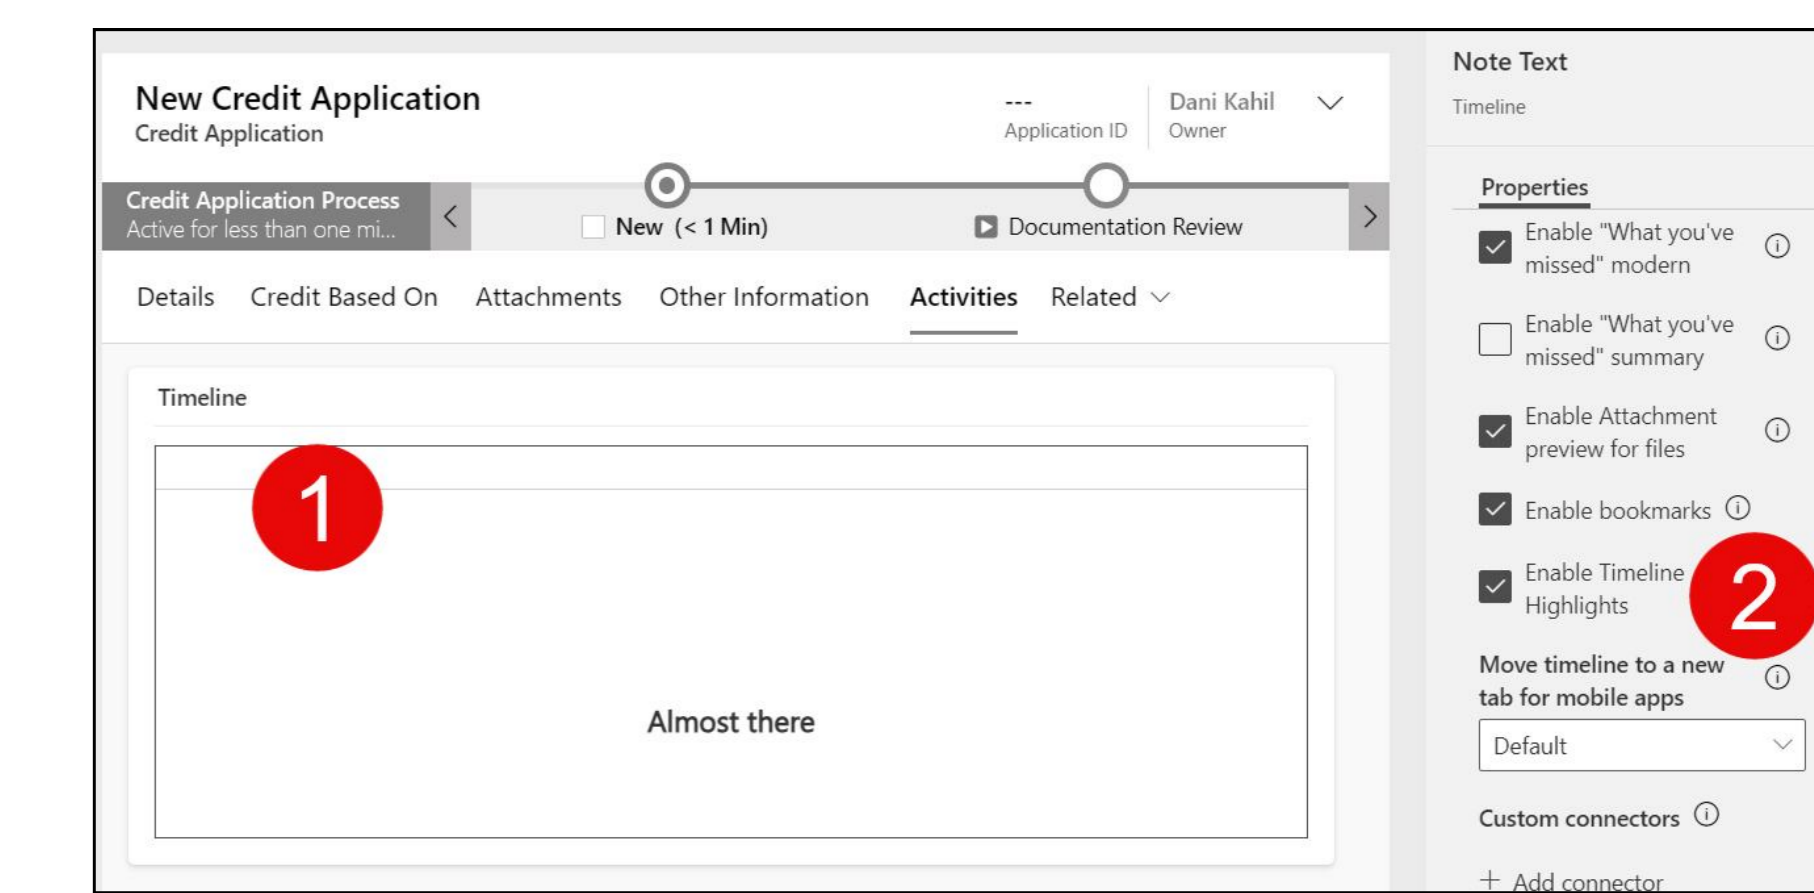 New Credit Application
Credit Application
---
Application ID
Dani Kahil
Owner
Credit Application Process
Active for less than one mi...
New (< 1 Min)
Documentation Review
Details Credit Based On Attachments Other Information Activities Related
Timeline
1
Almost there
Note Text
Timeline
Properties
Enable "What you've
missed" modern
Enable "What you've
missed" summary
Enable Attachment
preview for files
Enable bookmarks
Enable Timeline
Highlights
2
Move timeline to a new
tab for mobile apps
Default
Custom connectors
+ Add connector